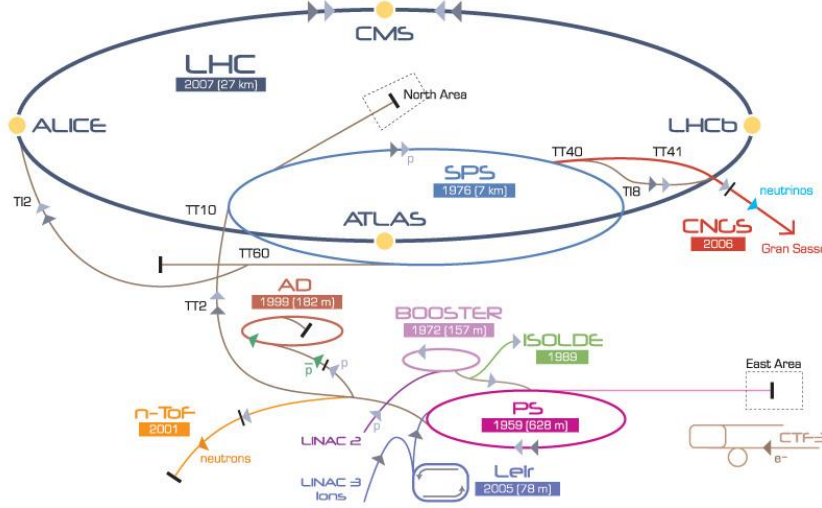 CMS
LHC
2007 (27 km)
North Area
ALICE
LHCb
TT40
TT41
SPS
1976 (7 km)
p
TI8
TI2
TT10
ATLAS
neutrinos
CNGS
2006
Gran Sasso
TT60
AD
1999 (182 m)
TT2
BOOSTER
1972 (157 m)
ISOLDE
1989
p
p
East Area
n-ToF
2001
PS
1959 (628 m)
LINAC 2
p
neutrons
CTF3
e-
LINAC 3
Ions
Leir
2005 (78 m)